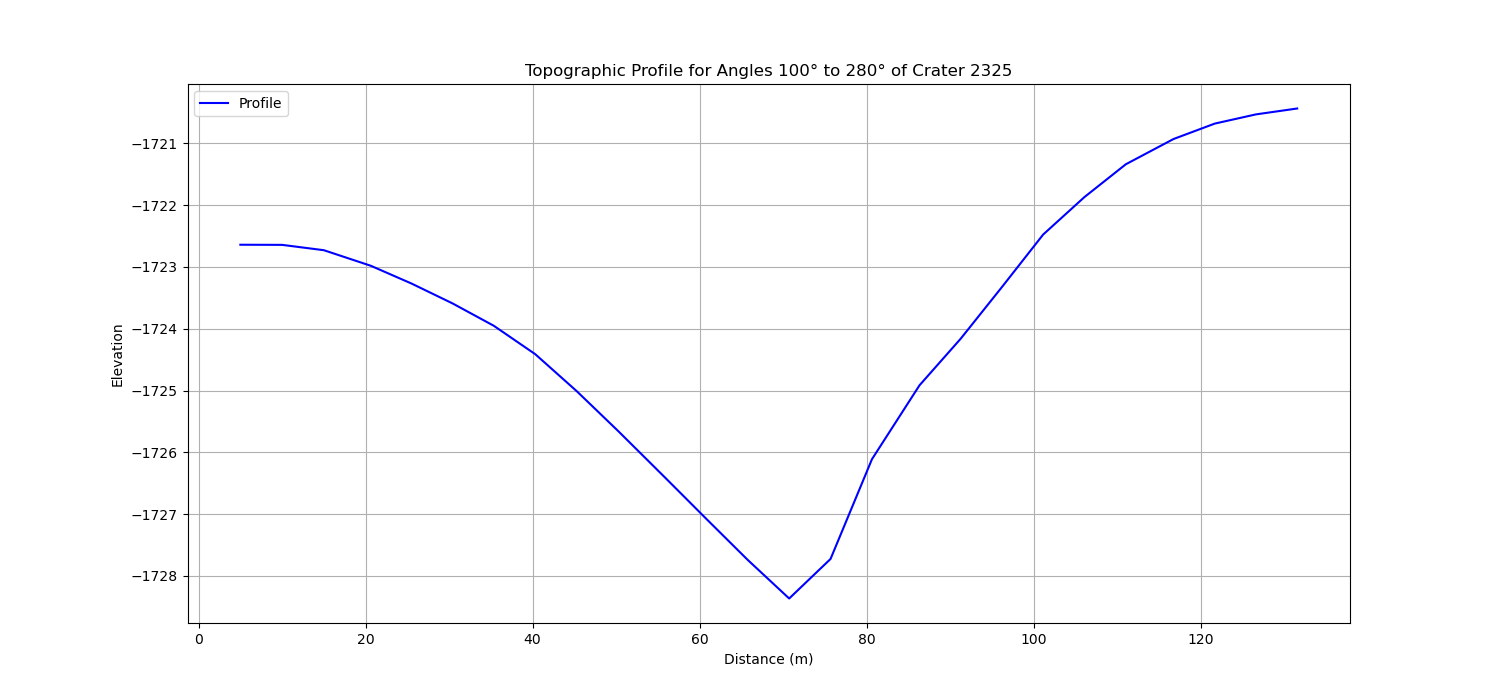 Topographic Profile for Angles 100° to 280° of Crater 2325
Profile
−1721
−1722
−1723
−1724
−1725
−1726
−1727
−1728
Elevation
0 20 40 60 80 100 120
Distance (m)